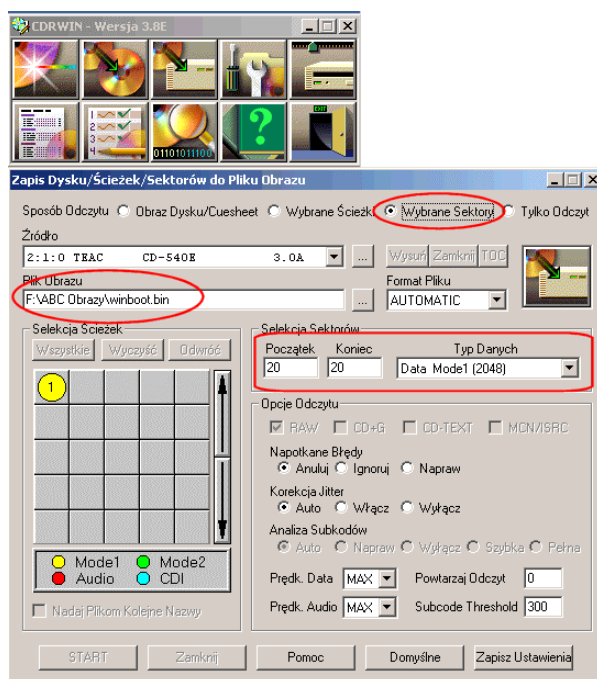 CDRWIN - Wersja 3.8E
1
2
3
4
01101011100
?
EXIT
Zapis Dysku/Ścieżek/Sektorów do Pliku Obrazu
Sposób Odczytu Obraz Dysku/Cuesheet Wybrane Ścieżki Wybrane Sektory Tylko Odczyt
Źródło
2:1:0 TEAC CD-540E 3.0A ... Wysuń Zamknij TOC
Plik Obrazu Format Pliku
F:\ABC Obrazy\winboot.bin ... AUTOMATIC
Selekcja Ścieżek Selekcja Sektorów
Wszystkie Wyczyść Odwróć Początek Koniec Typ Danych
20 20 Data Mode1 (2048)
1
Opcje Odczytu
RAW CD+G CD-TEXT MCN/ISRC
Napotkane Błędy
Anuluj Ignoruj Napraw
Korekcja Jitter
Auto Włącz Wyłącz
Analiza Subkodów
Auto Napraw Wyłącz Szybka Pełna
Mode1 Mode2
Audio CDI
Prędk. Data MAX Powtarzaj Odczyt 0
Nadaj Plikom Kolejne Nazwy
Prędk. Audio MAX Subcode Threshold 300
START Zamknij Pomoc Domyślne Zapisz Ustawienia